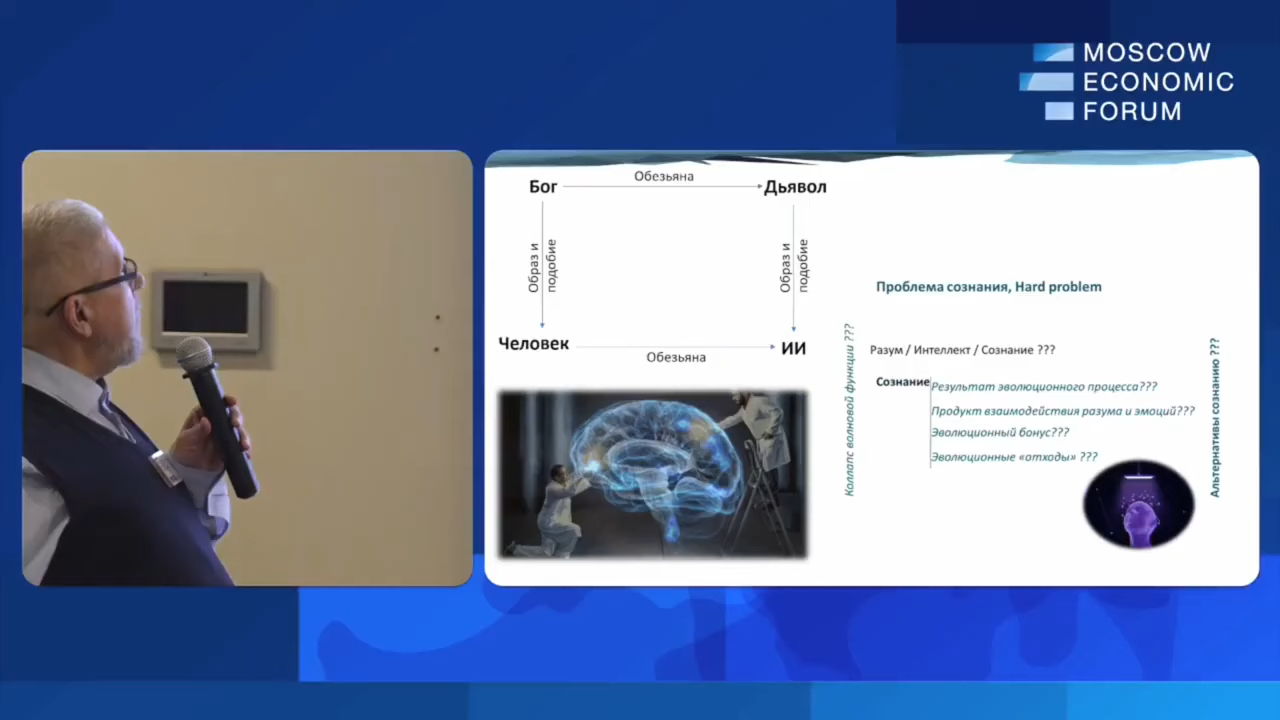 MOSCOW
ECONOMIC
FORUM
Обезьяна
Бог
Дьявол
Образ и
подобие
Образ и
подобие
Человек
ИИ
Обезьяна
Проблема сознания, Hard problem
Коллапс волновой функции ???
Разум / Интеллект / Сознание ???
Сознание
Результат эволюционного процесса???
Продукт взаимодействия разума и эмоций???
Эволюционный бонус???
Эволюционные «отходы» ???
Альтернативы сознанию ???